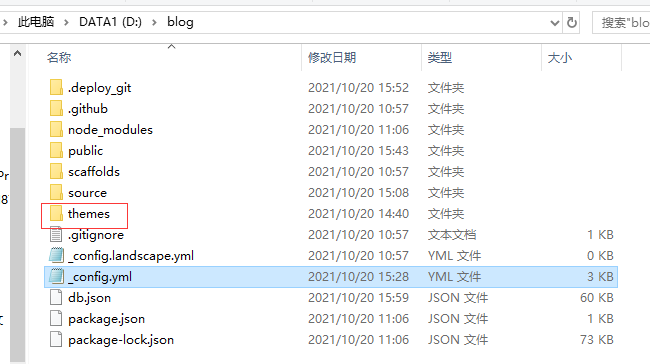 此电脑 > DATA1 (D:) > blog 搜索"blo
名称 修改日期 类型 大小
.deploy_git 2021/10/20 15:52 文件夹
.github 2021/10/20 10:57 文件夹
node_modules 2021/10/20 11:06 文件夹
public 2021/10/20 15:43 文件夹
scaffolds 2021/10/20 10:57 文件夹
source 2021/10/20 15:08 文件夹
themes 2021/10/20 14:40 文件夹
.gitignore 2021/10/20 10:57 文本文档 1 KB
_config.landscape.yml 2021/10/20 10:57 YML 文件 0 KB
_config.yml 2021/10/20 15:28 YML 文件 3 KB
db.json 2021/10/20 15:59 JSON 文件 60 KB
package.json 2021/10/20 11:06 JSON 文件 1 KB
package-lock.json 2021/10/20 11:06 JSON 文件 73 KB